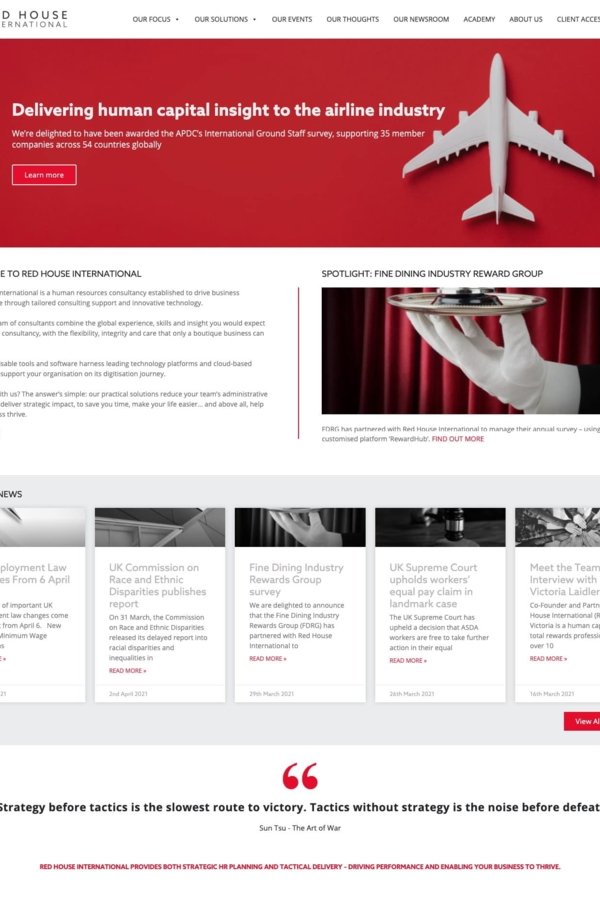 D HOUSE
ERNATIONAL
OUR FOCUS OUR SOLUTIONS OUR EVENTS OUR THOUGHTS OUR NEWSROOM ACADEMY ABOUT US CLIENT ACCES
Delivering human capital insight to the airline industry
We're delighted to have been awarded the APDC's International Ground Staff survey, supporting 35 member
companies across 54 countries globally
Learn more
E TO RED HOUSE INTERNATIONAL
nternational is a human resources consultancy established to drive business
e through tailored consulting support and innovative technology.
am of consultants combine the global experience, skills and insight you would expect
consultancy, with the flexibility, integrity and care that only a boutique business can
isable tools and software harness leading technology platforms and cloud-based
support your organisation on its digitisation journey.
ith us? The answer's simple: our practical solutions reduce your team's administrative
deliver strategic impact, to save you time, make your life easier... and above all, help
ss thrive.
SPOTLIGHT: FINE DINING INDUSTRY REWARD GROUP
FDRG has partnered with Red House International to manage their annual survey – using
customised platform 'RewardHub'. FIND OUT MORE
NEWS
ployment Law
es From 6 April
of important UK
ent law changes come
t from April 6. New
Minimum Wage
s
RE »
021
UK Commission on
Race and Ethnic
Disparities publishes
report
On 31 March, the Commission
on Race and Ethnic Disparities
released its delayed report into
racial disparities and
inequalities in
READ MORE »
2nd April 2021
Fine Dining Industry
Rewards Group
survey
We are delighted to announce
that the Fine Dining Industry
Rewards Group (FDRG) has
partnered with Red House
International to
READ MORE »
29th March 2021
UK Supreme Court
upholds workers'
equal pay claim in
landmark case
The UK Supreme Court has
upheld a decision that ASDA
workers are free to take further
action in their equal
READ MORE »
26th March 2021
Meet the Team
Interview with
Victoria Laidler
Co-Founder and Partn
House International (R
Victoria is a human cap
total rewards professio
over 10
READ MORE »
16th March 2021
View Al
Strategy before tactics is the slowest route to victory. Tactics without strategy is the noise before defeat
Sun Tsu - The Art of War
RED HOUSE INTERNATIONAL PROVIDES BOTH STRATEGIC HR PLANNING AND TACTICAL DELIVERY – DRIVING PERFORMANCE AND ENABLING YOUR BUSINESS TO THRIVE.